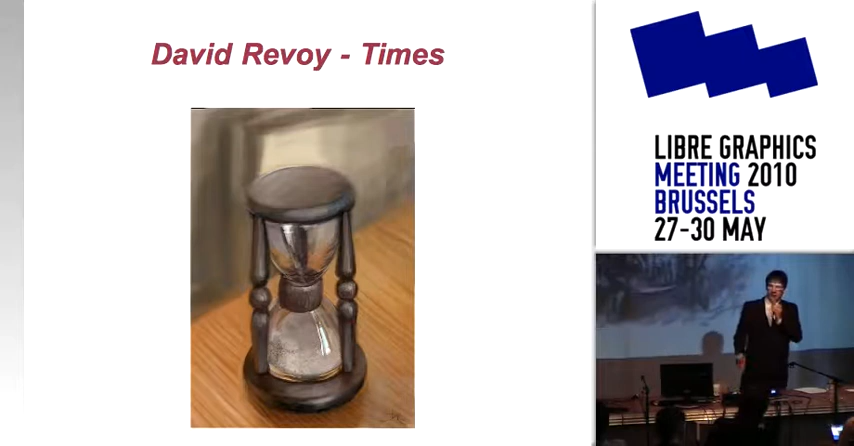 David Revoy - Times
LIBRE GRAPHICS
MEETING 2010
BRUSSELS
27-30 MAY